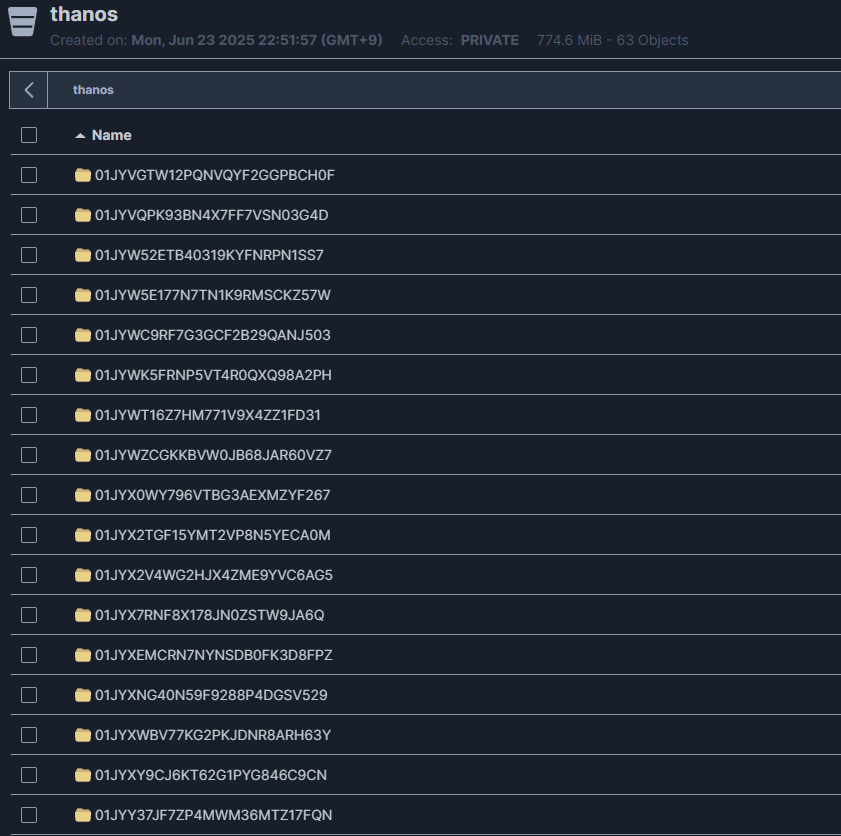 thanos
Created on: Mon, Jun 23 2025 22:51:57 (GMT+9) Access: PRIVATE 774.6 MiB - 63 Objects
thanos
Name
01JYVGTW12PQNVQYF2GGPBCH0F
01JYVQPK93BN4X7FF7VSN03G4D
01JYW52ETB40319KYFNRPN1SS7
01JYW5E177N7TN1K9RMSCKZ57W
01JYWC9RF7G3GCF2B29QANJ503
01JYWK5FRNP5VT4R0QXQ98A2PH
01JYWT16Z7HM771V9X4ZZ1FD31
01JYWZCGKKBVW0JB68JAR60VZ7
01JYX0WY796VTBG3AEXMZYF267
01JYX2TGF15YMT2VP8N5YECA0M
01JYX2V4WG2HJX4ZME9YVC6AG5
01JYX7RNF8X178JN0ZSTW9JA6Q
01JYXEMCRN7NYNSDB0FK3D8FPZ
01JYXNG40N59F9288P4DGSV529
01JYXWBV77KG2PKJDNR8ARH63Y
01JYXY9CJ6KT62G1PYG846C9CN
01JYY37JF7ZP4MWM36MTZ17FQN